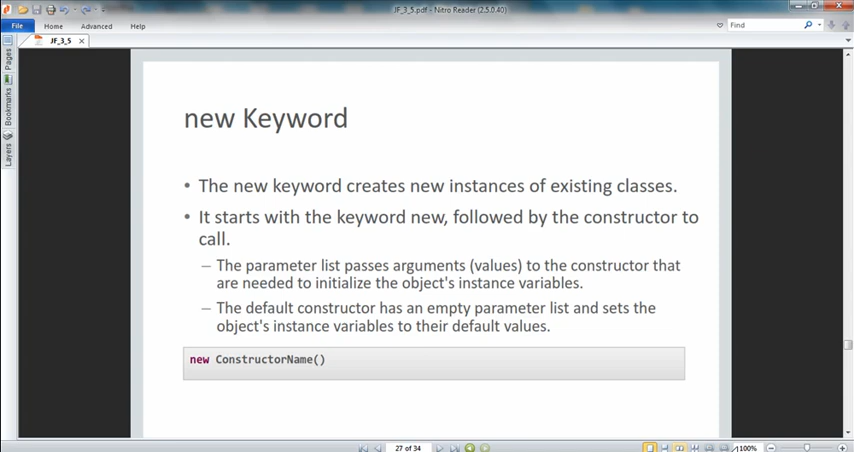 JF_3_5.pdf - Nitro Reader (2.5.0.40)
File Home Advanced Help
Find
JF_3_5
Pages
Bookmarks
Layers
new Keyword
• The new keyword creates new instances of existing classes.
• It starts with the keyword new, followed by the constructor to
call.
– The parameter list passes arguments (values) to the constructor that
are needed to initialize the object's instance variables.
– The default constructor has an empty parameter list and sets the
object's instance variables to their default values.
new ConstructorName()
27 of 34
100%